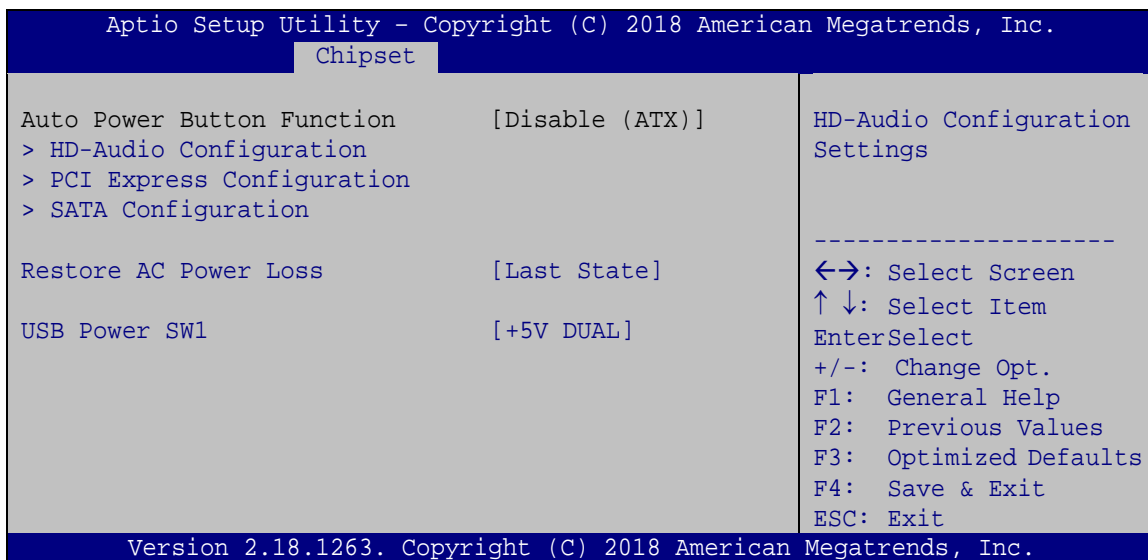 Aptio Setup Utility – Copyright (C) 2018 American Megatrends, Inc.
Chipset
Auto Power Button Function [Disable (ATX)]
> HD-Audio Configuration
> PCI Express Configuration
> SATA Configuration
Restore AC Power Loss [Last State]
USB Power SW1 [+5V DUAL]
HD-Audio Configuration
Settings
---------------------
←→: Select Screen
↑ ↓: Select Item
EnterSelect
+/-: Change Opt.
F1: General Help
F2: Previous Values
F3: Optimized Defaults
F4: Save & Exit
ESC: Exit
Version 2.18.1263. Copyright (C) 2018 American Megatrends, Inc.